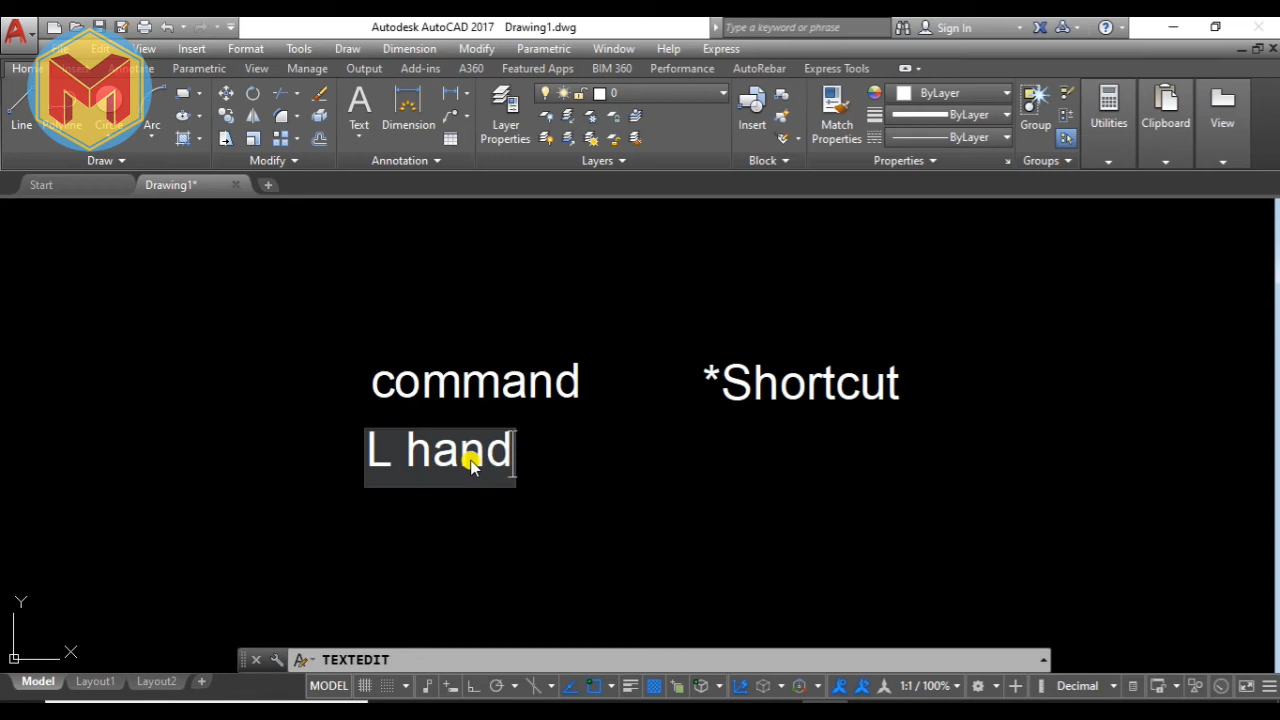 Autodesk AutoCAD 2017 Drawing1.dwg
Type a keyword or phrase
Sign In
File Edit View Insert Format Tools Draw Dimension Modify Parametric Window Help Express
Home Insert Annotate Parametric View Manage Output Add-ins A360 Featured Apps BIM 360 Performance AutoRebar Express Tools
Line Polyline Circle Arc
Text Dimension
Layer Properties
0
Insert
Match Properties
ByLayer
ByLayer
ByLayer
Group
Utilities
Clipboard
View
Draw Modify Annotation Layers Block Properties Groups
Start Drawing1*
command *Shortcut
L hand
Y
X
TEXTEDIT
Model Layout1 Layout2
MODEL
1:1 / 100%
Decimal